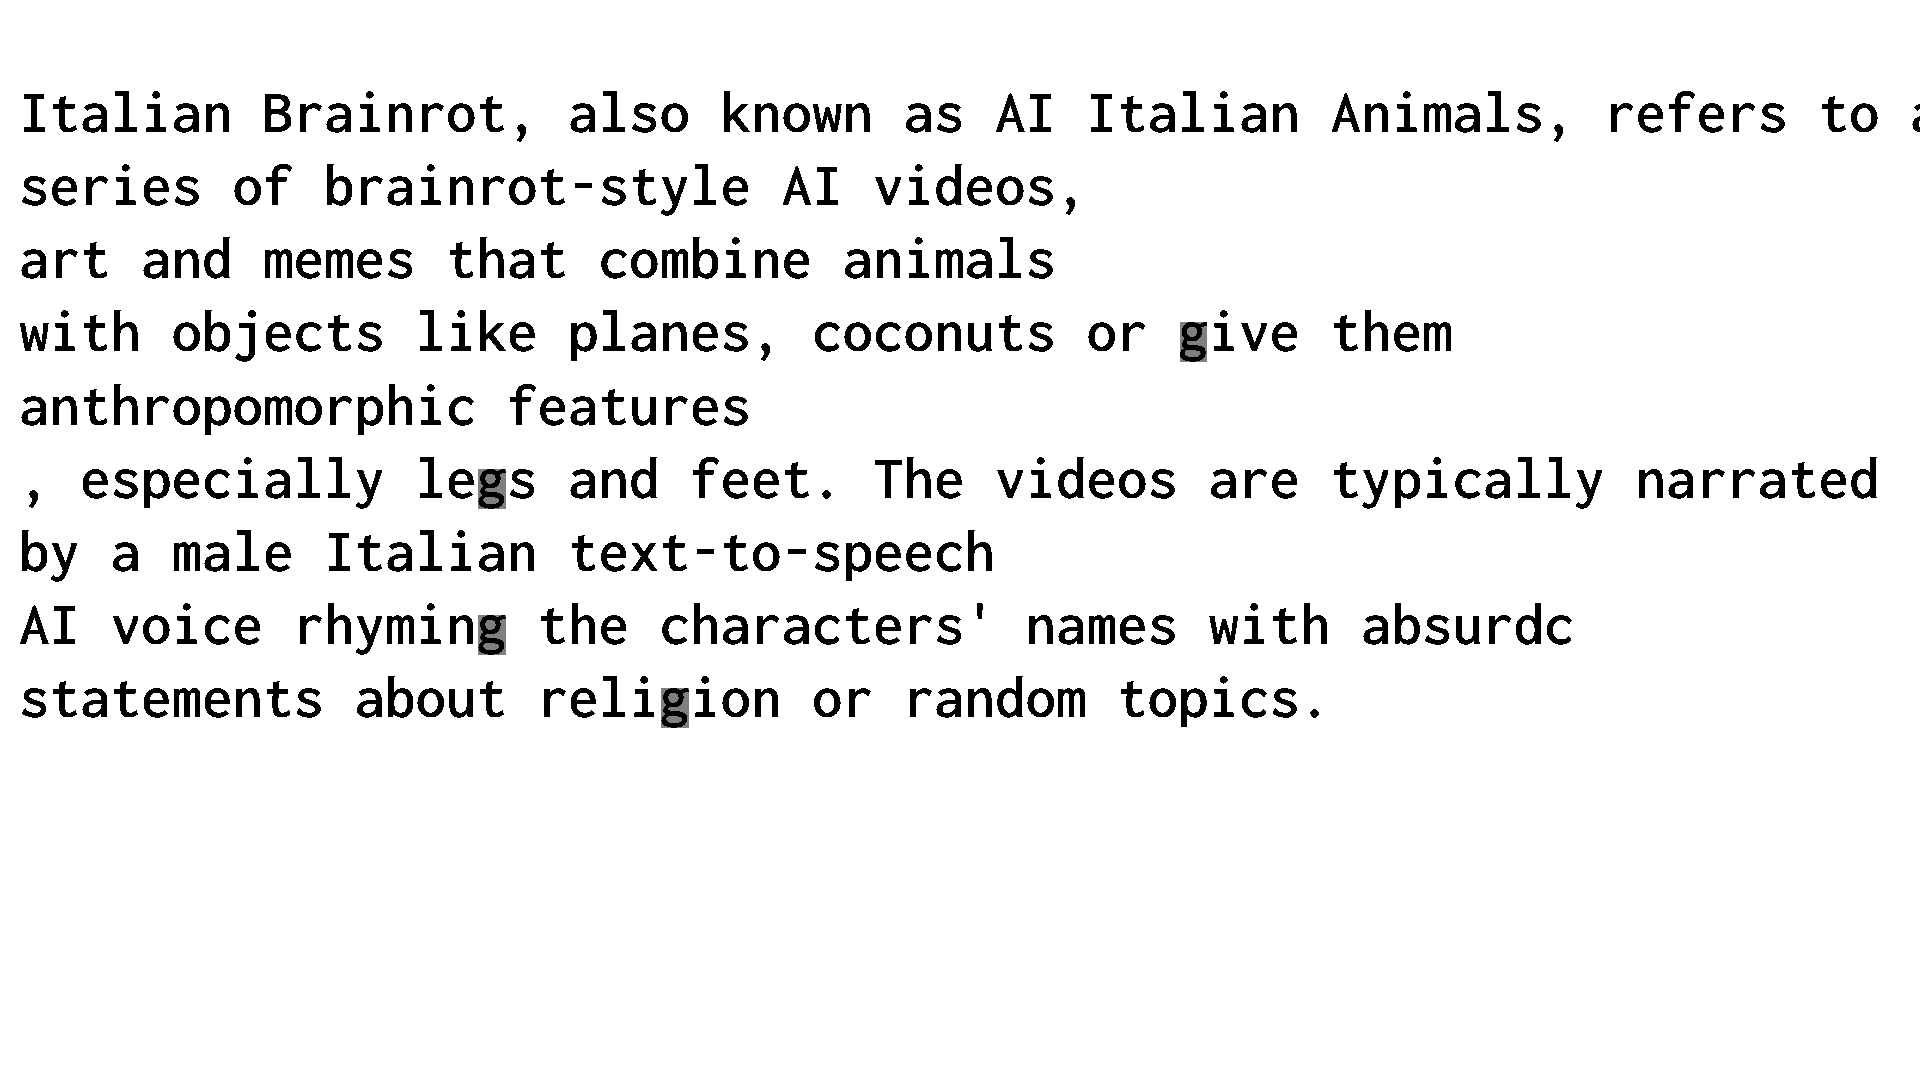 Italian Brainrot, also known as AI Italian Animals, refers to a
series of brainrot-style AI videos,
art and memes that combine animals
with objects like planes, coconuts or give them
anthropomorphic features
, especially legs and feet. The videos are typically narrated
by a male Italian text-to-speech
AI voice rhyming the characters' names with absurdc
statements about religion or random topics.